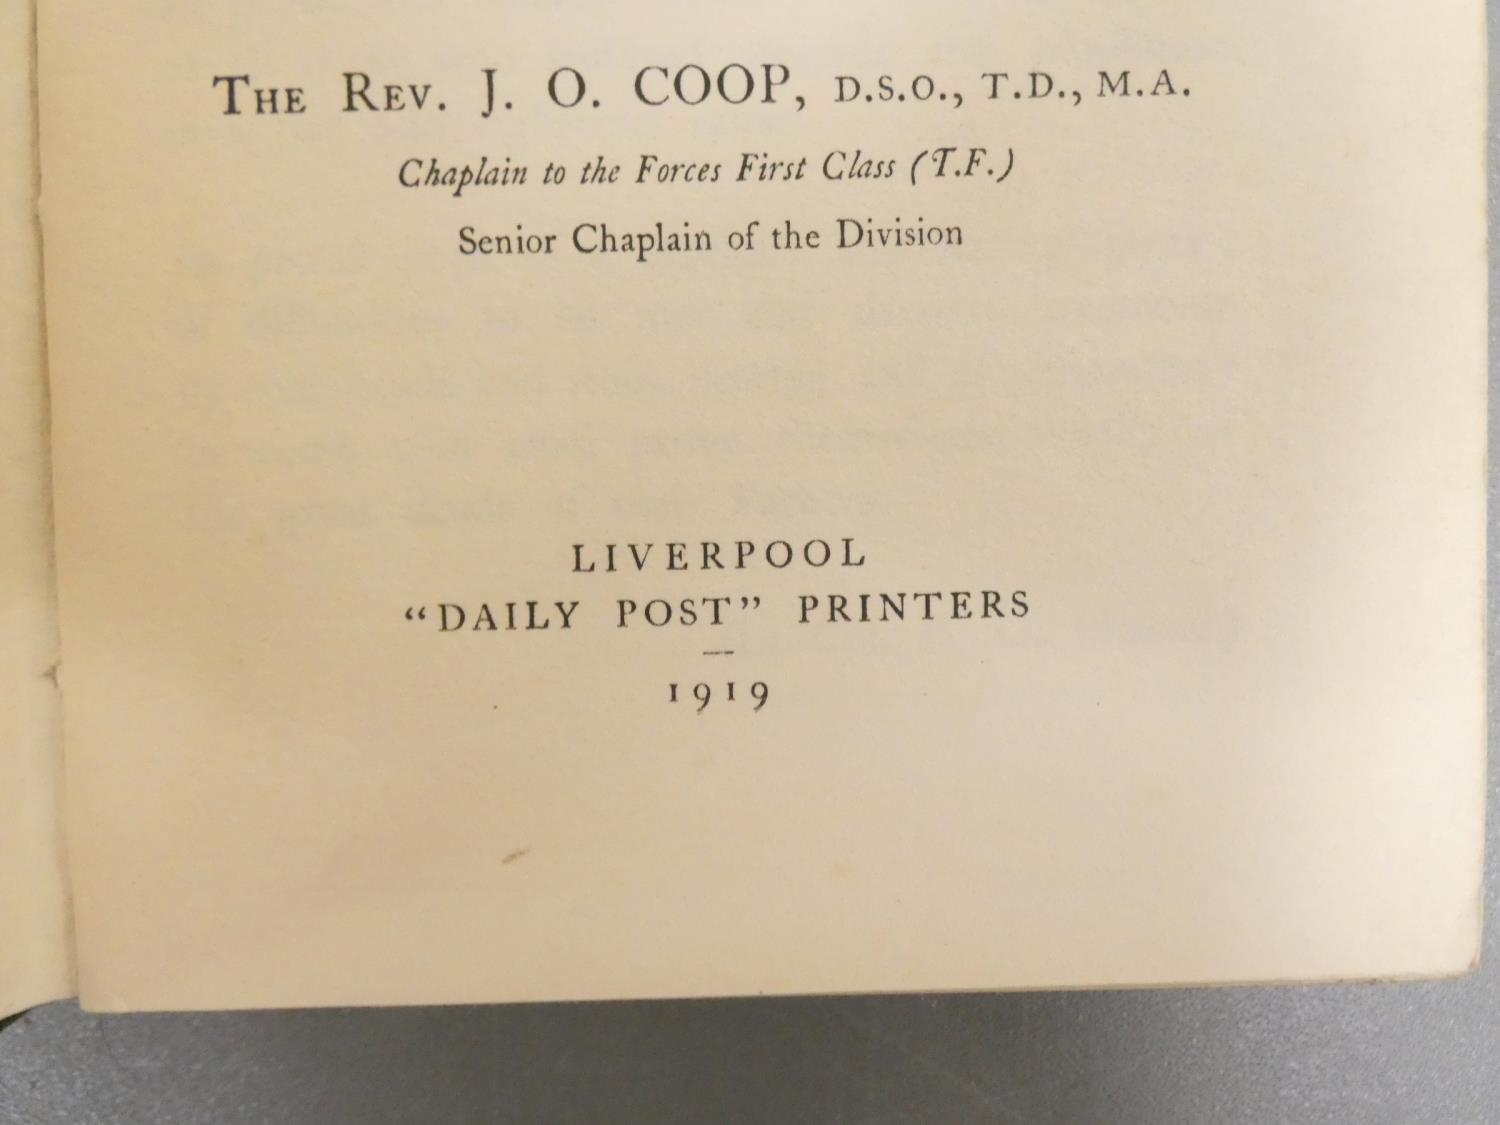 THE REV. J. O. COOP, D.S.O., T.D., M.A.
Chaplain to the Forces First Class (T.F.)
Senior Chaplain of the Division
LIVERPOOL
“DAILY POST” PRINTERS
—
1919